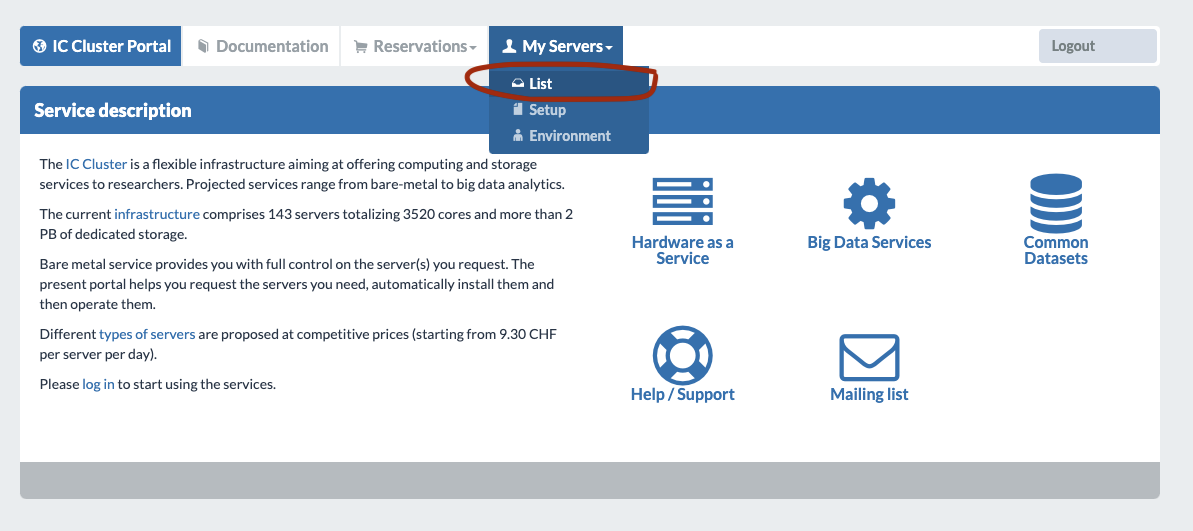 IC Cluster Portal
Documentation
Reservations
My Servers
Logout
List
Setup
Environment
Service description
The IC Cluster is a flexible infrastructure aiming at offering computing and storage
services to researchers. Projected services range from bare-metal to big data analytics.
The current infrastructure comprises 143 servers totalizing 3520 cores and more than 2
PB of dedicated storage.
Bare metal service provides you with full control on the server(s) you request. The
present portal helps you request the servers you need, automatically install them and
then operate them.
Different types of servers are proposed at competitive prices (starting from 9.30 CHF
per server per day).
Please log in to start using the services.
Hardware as a
Service
Big Data Services
Common
Datasets
Help / Support
Mailing list